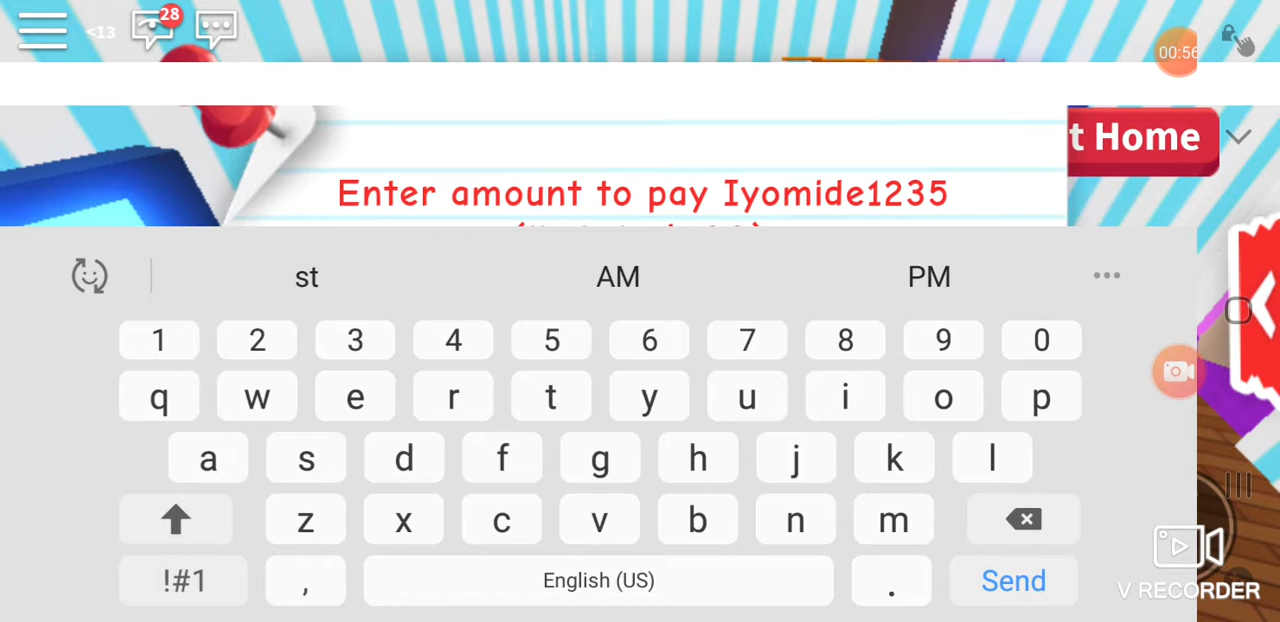 <13
28
00:56
t Home
Enter amount to pay Iyomide1235
st AM PM
1 2 3 4 5 6 7 8 9 0
q w e r t y u i o p
a s d f g h j k l
z x c v b n m
!#1 , English (US) . Send
V RECORDER